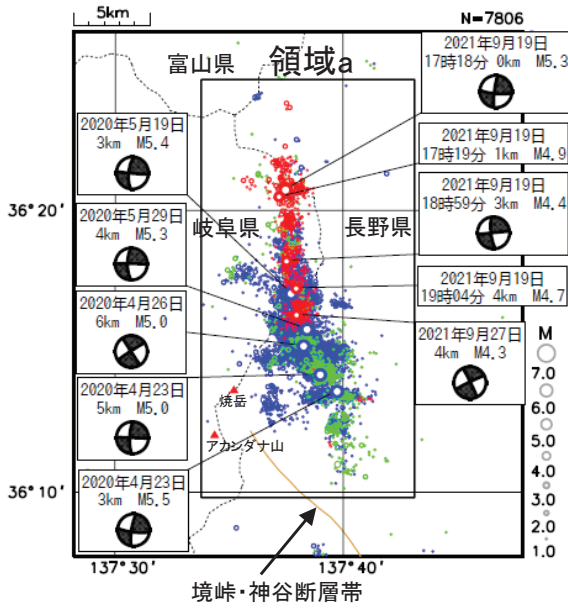 5km
N=7806
富山県
領域a
2021年9月19日
17時18分 0km M5.3
2020年5月19日
3km M5.4
2021年9月19日
17時19分 1km M4.9
2021年9月19日
18時59分 3km M4.4
36°20'
岐阜県
長野県
2020年5月29日
4km M5.3
2021年9月19日
19時04分 4km M4.7
2020年4月26日
6km M5.0
2021年9月27日
4km M4.3
M
7.0
6.0
5.0
4.0
3.0
2.0
1.0
2020年4月23日
5km M5.0
焼岳
アカンダナ山
2020年4月23日
3km M5.5
36°10'
137°30'
137°40'
境峠・神谷断層帯